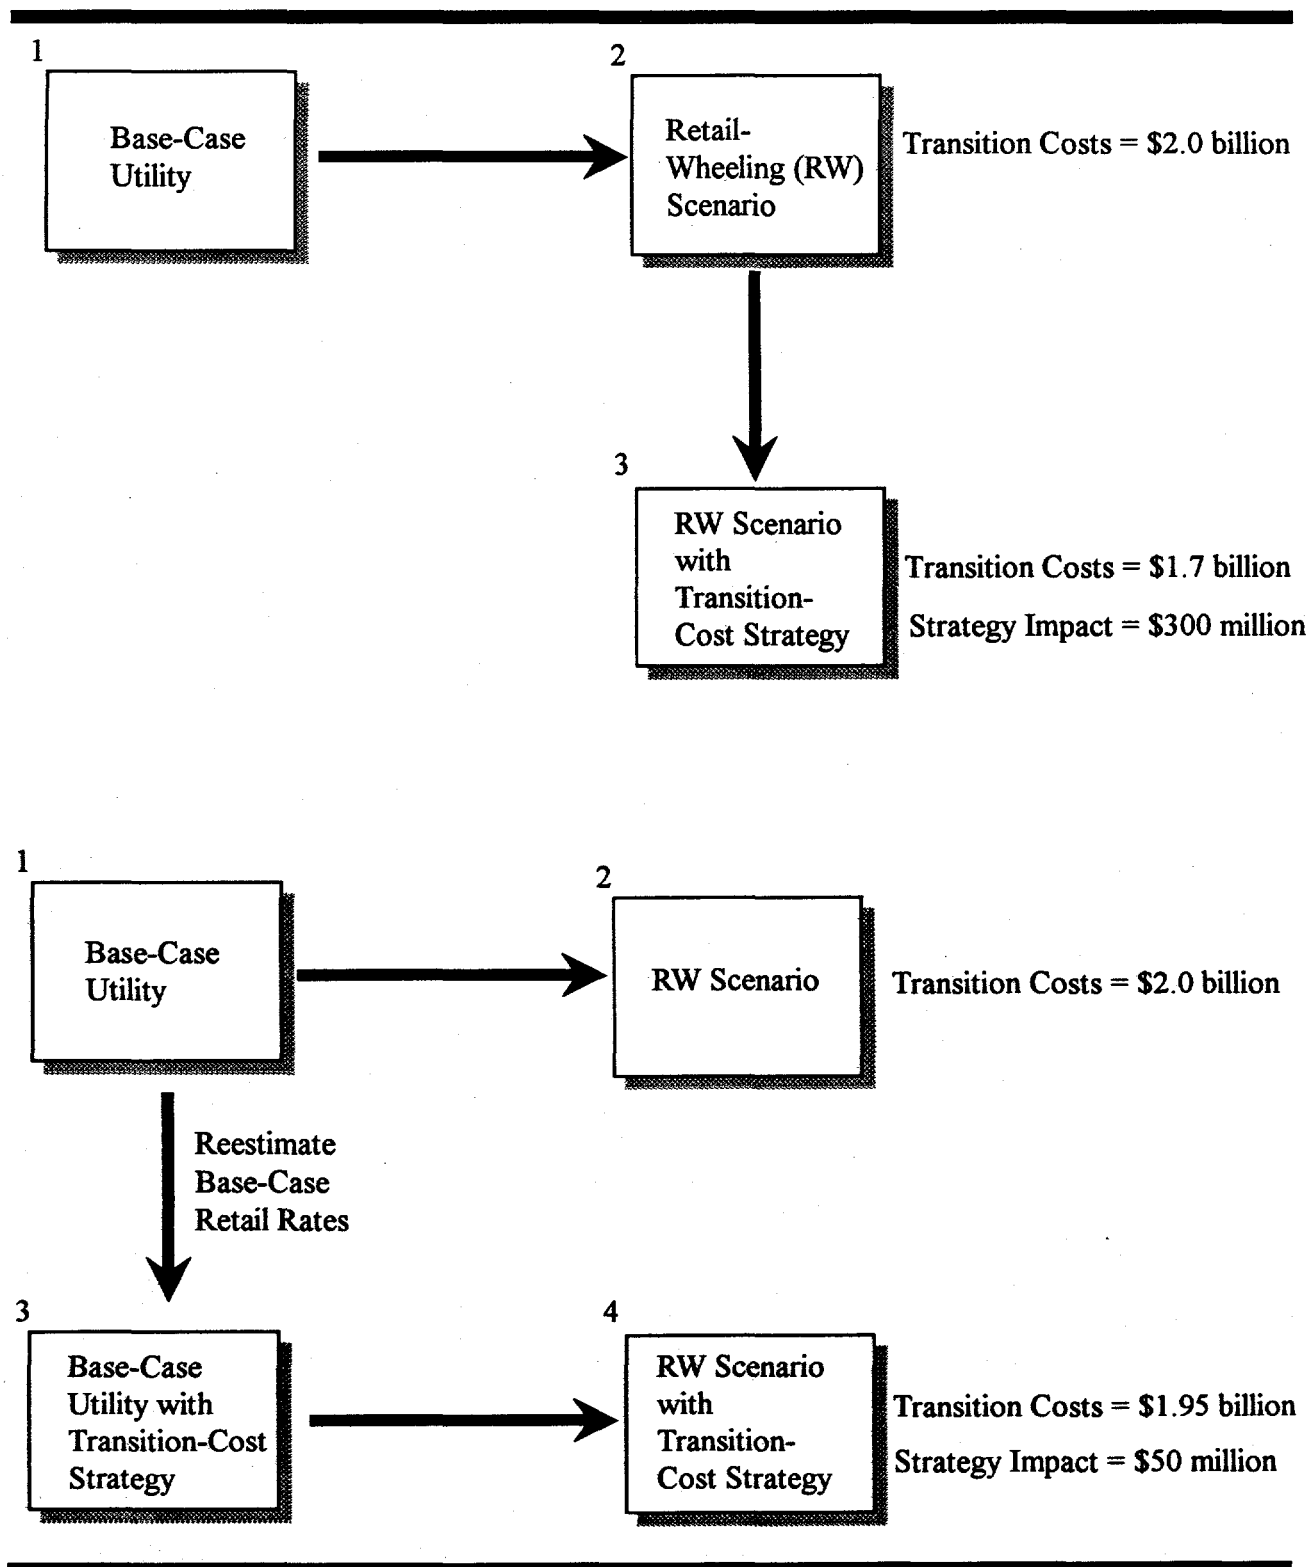 1
Base-Case
Utility
2
Retail-
Wheeling (RW)
Scenario
Transition Costs = $2.0 billion
3
RW Scenario
with
Transition-
Cost Strategy
Transition Costs = $1.7 billion
Strategy Impact = $300 million
1
Base-Case
Utility
2
RW Scenario
Transition Costs = $2.0 billion
Reestimate
Base-Case
Retail Rates
3
Base-Case
Utility with
Transition-Cost
Strategy
4
RW Scenario
with
Transition-
Cost Strategy
Transition Costs = $1.95 billion
Strategy Impact = $50 million